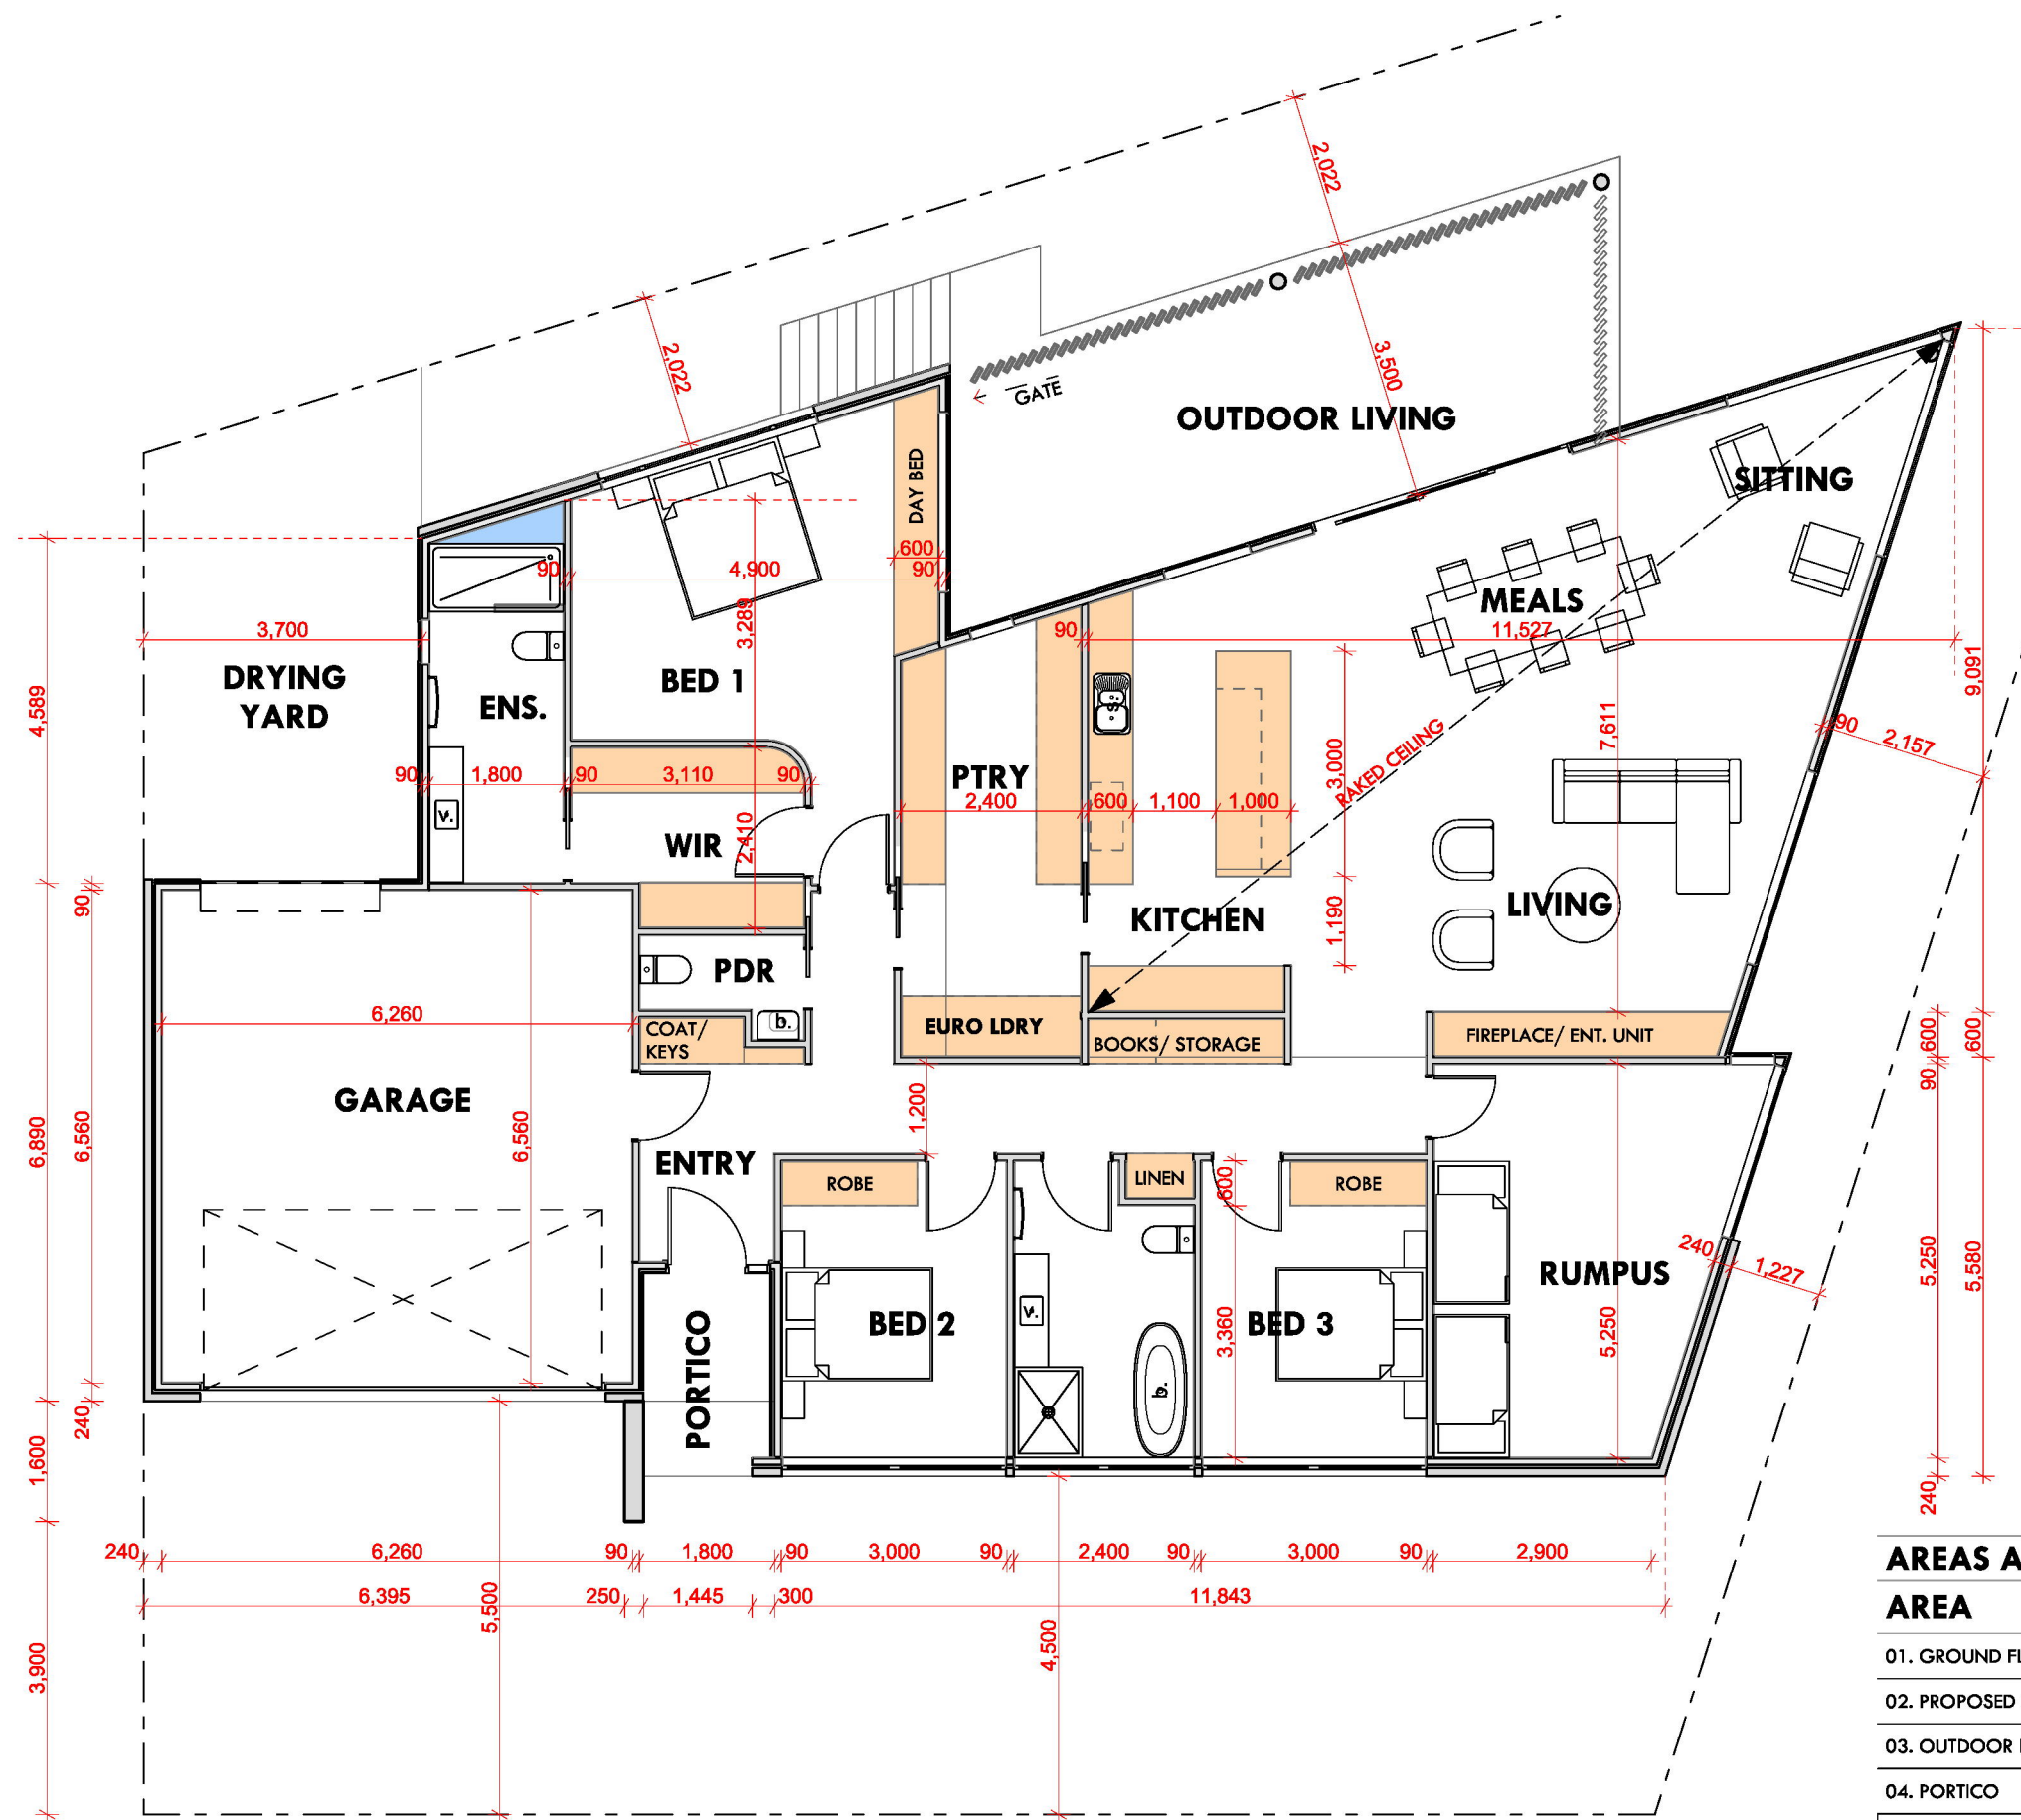 2,022
2,022
3,500
GATE
OUTDOOR LIVING
SITTING
DAY BED
600
90
4,900
90
3,289
MEALS
11,527
90
3,700
DRYING
YARD
4,589
ENS.
BED 1
9,091
7,611
90
2,157
RAKED CEILING
3,000
PTRY
90
1,800
90
3,110
90
2,400
600
1,100
1,000
V.
WIR
2,410
90
KITCHEN
LIVING
1,190
PDR
6,260
COAT/
KEYS
b.
EURO LDRY
BOOKS/ STORAGE
FIREPLACE/ ENT. UNIT
600
600
90
GARAGE
1,200
6,890
6,560
6,560
ENTRY
ROBE
LINEN
600
ROBE
240
1,227
5,250
5,580
RUMPUS
PORTICO
BED 2
V.
BED 3
3,360
5,250
b.
240
1,600
240
240
6,260
90
1,800
90
3,000
90
2,400
90
3,000
90
2,900
6,395
250
1,445
300
11,843
5,500
4,500
3,900
AREAS A
AREA
01. GROUND FL
02. PROPOSED
03. OUTDOOR
04. PORTICO